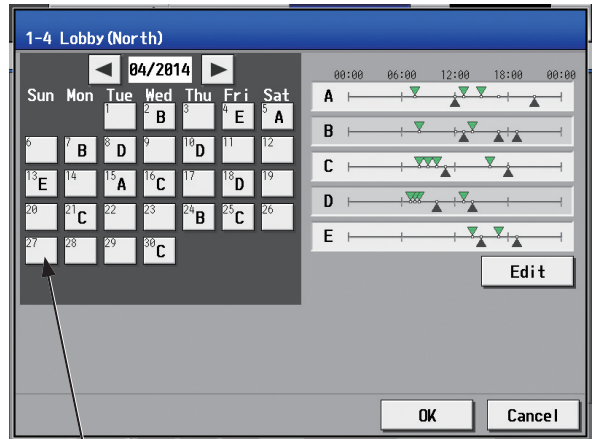 1-4 Lobby(North)
04/2014
Sun Mon Tue Wed Thu Fri Sat
1 2 B 3 4 E 5 A
6 7 B 8 D 9 10 D 11 12
13 E 14 15 A 16 C 17 18 D 19
20 21 C 22 23 24 B 25 C 26
27 28 29 30 C
00:00 06:00 12:00 18:00 00:00
A
B
C
D
E
Edit
OK Cancel